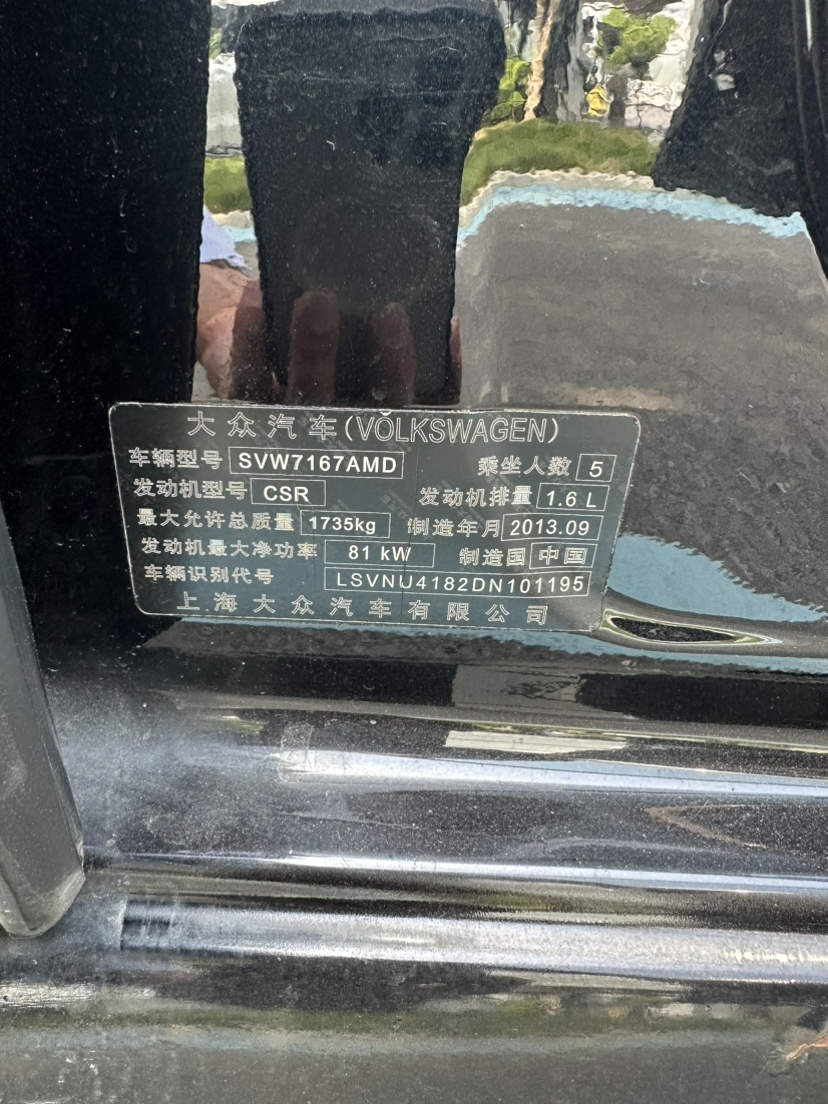 大众汽车(VOLKSWAGEN)
车辆型号 SVW7167AMD 乘坐人数 5
发动机型号 CSR 发动机排量 1.6 L
最大允许总质量 1735kg 制造年月 2013.09
发动机最大净功率 81 kW 制造国 中国
车辆识别代号 LSVNU4182DN101195
上海大众汽车有限公司